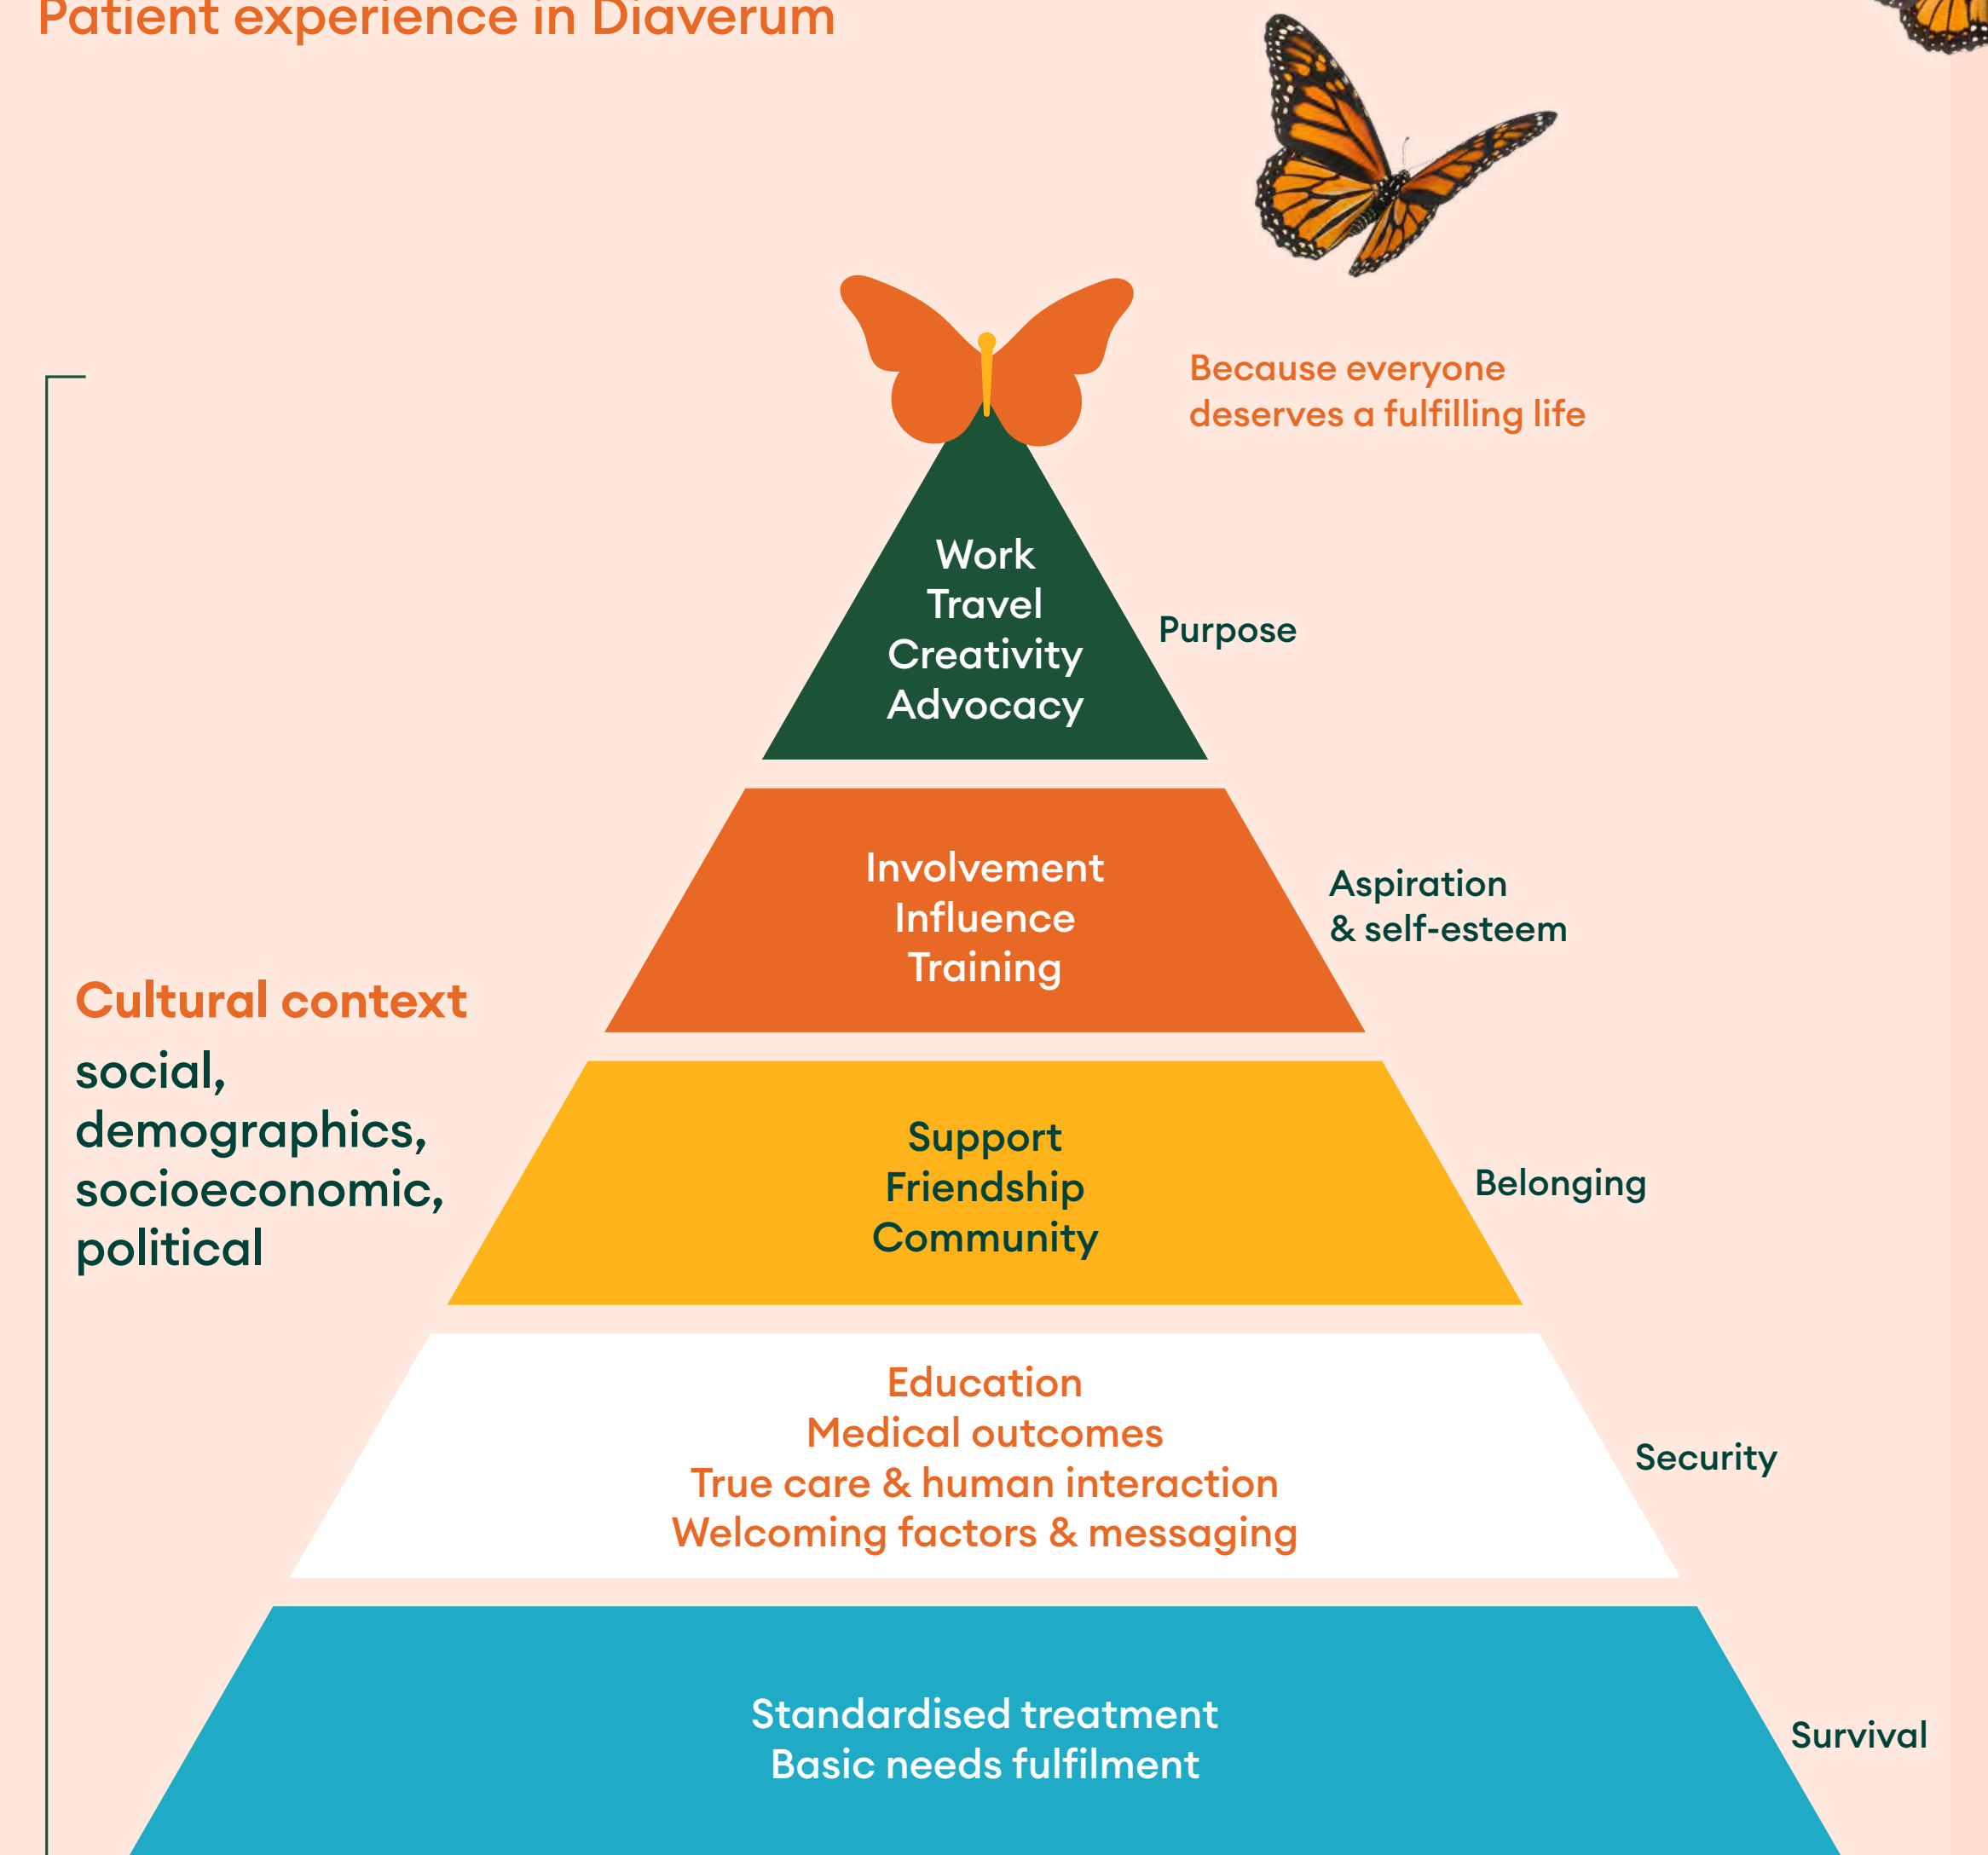 Patient experience in Diaverum
Because everyone
deserves a fulfilling life
Work
Travel
Creativity
Advocacy
Purpose
Involvement
Influence
Training
Aspiration
& self-esteem
Cultural context
social,
demographics,
socioeconomic,
political
Support
Friendship
Community
Belonging
Education
Medical outcomes
True care & human interaction
Welcoming factors & messaging
Security
Standardised treatment
Basic needs fulfilment
Survival